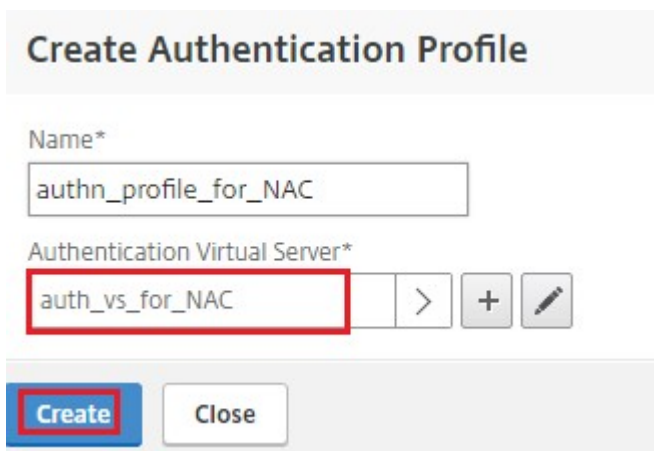 Create Authentication Profile
Name*
authn_profile_for_NAC
Authentication Virtual Server*
auth_vs_for_NAC
Create Close